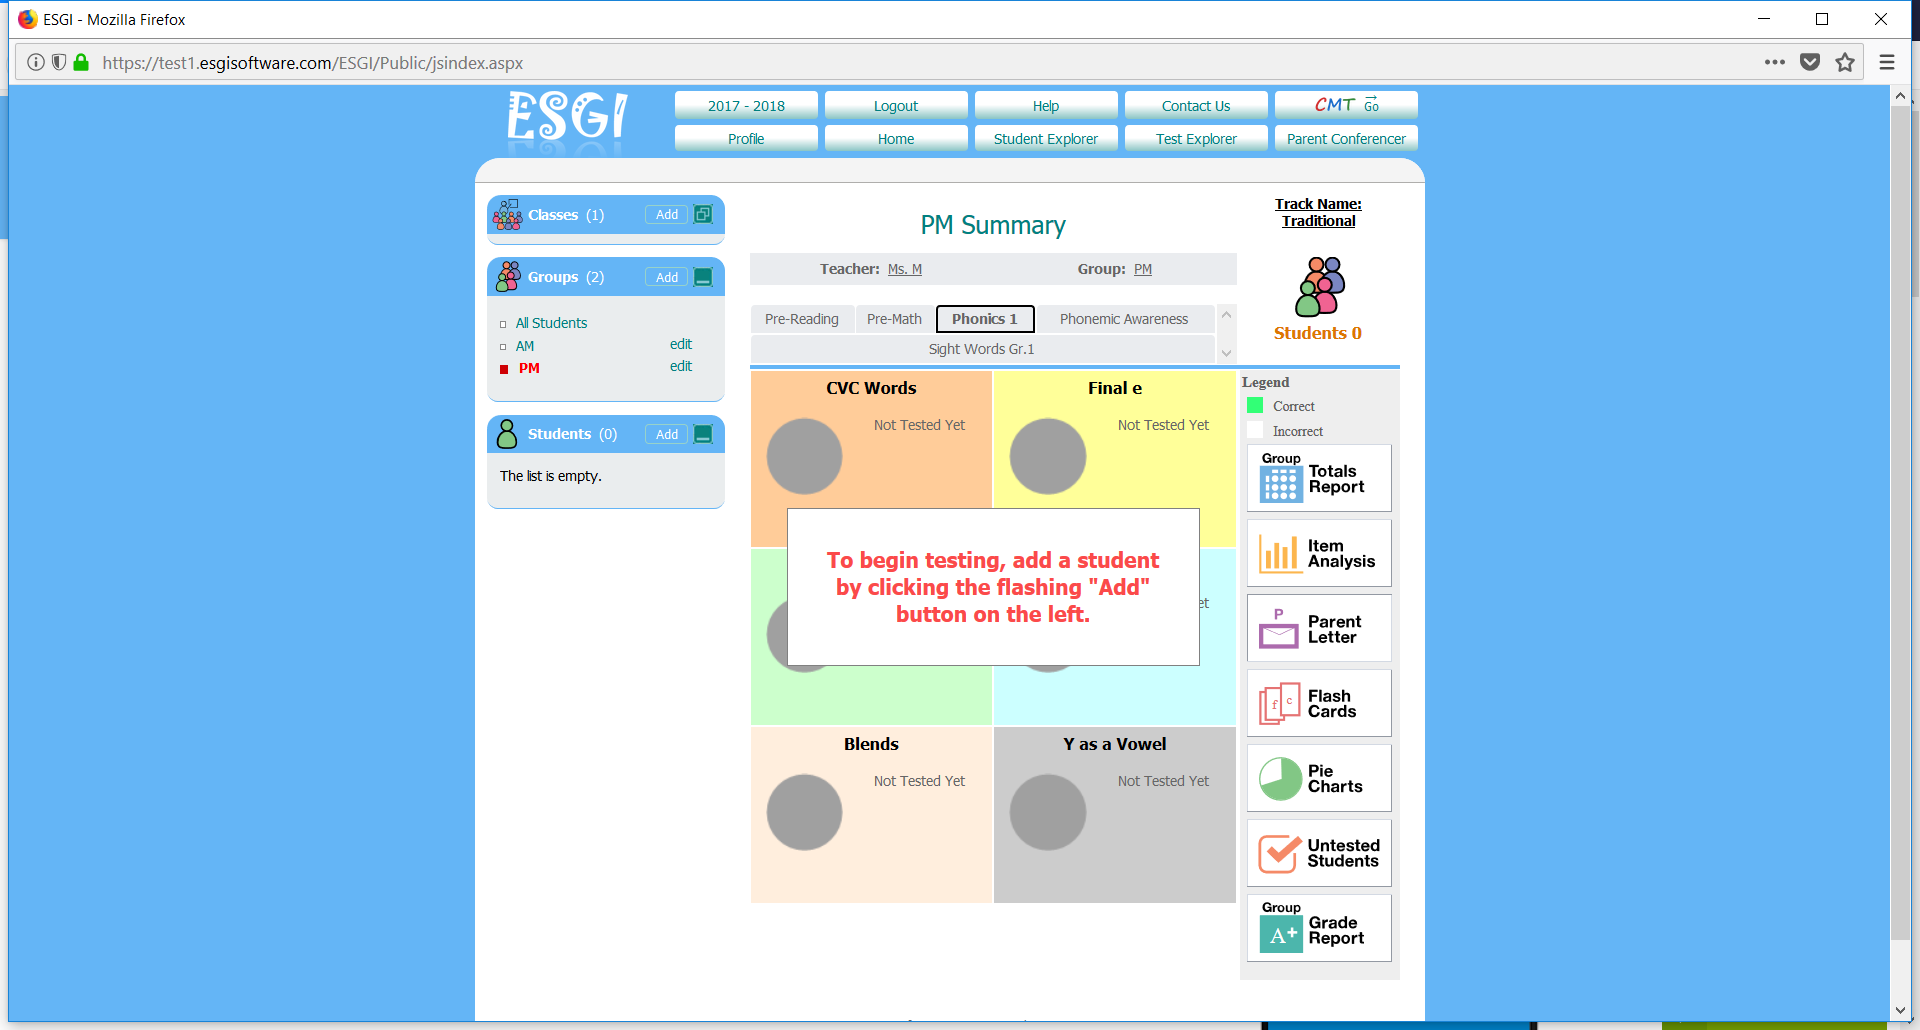 ESGI - Mozilla Firefox
https://test1.esgisoftware.com/ESGI/Public/jsindex.aspx
ESGI
2017 - 2018
Logout
Help
Contact Us
CMT Go
Profile
Home
Student Explorer
Test Explorer
Parent Conferencer
Classes (1)
Add
Groups (2)
Add
All Students
AM
edit
PM
edit
Students (0)
Add
The list is empty.
PM Summary
Teacher: Ms. M
Group: PM
Pre-Reading
Pre-Math
Phonics 1
Phonemic Awareness
Sight Words Gr.1
Track Name:
Traditional
Students 0
CVC Words
Not Tested Yet
Final e
Not Tested Yet
To begin testing, add a student
by clicking the flashing "Add"
button on the left.
et
Blends
Not Tested Yet
Y as a Vowel
Not Tested Yet
Legend
Correct
Incorrect
Group
Totals
Report
Item
Analysis
P
Parent
Letter
f c
Flash
Cards
Pie
Charts
Untested
Students
Group
A+
Grade
Report